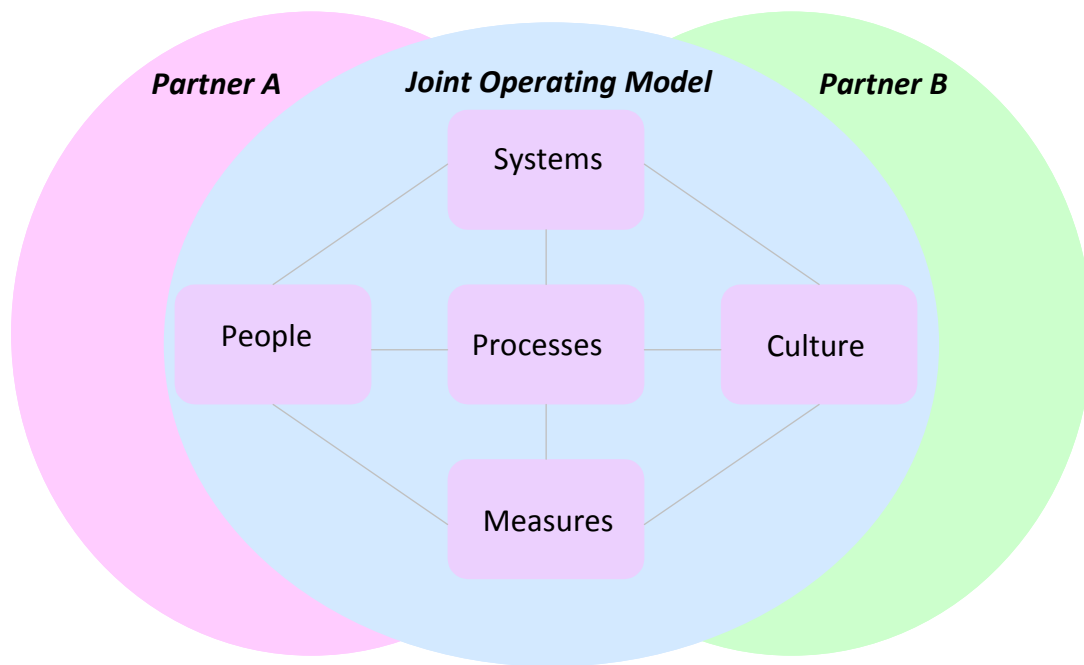 Partner A
Joint Operating Model
Partner B
Systems
People
Processes
Culture
Measures